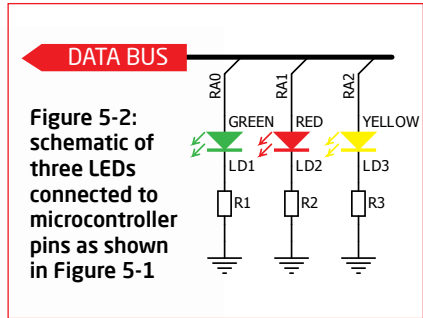 DATA BUS
RA0
RA1
RA2
Figure 5-2:
schematic of
three LEDs
connected to
microcontroller
pins as shown
in Figure 5-1
GREEN
RED
YELLOW
LD1
LD2
LD3
R1
R2
R3